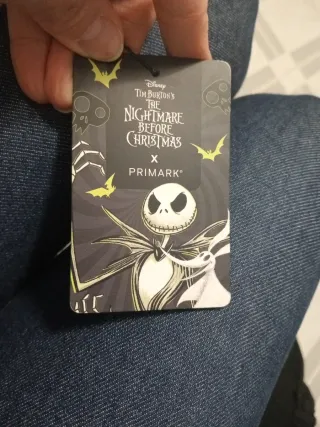 Disney
TIM BURTON'S
THE
NIGHTMARE
BEFORE
CHRISTMAS
X
PRIMARK®